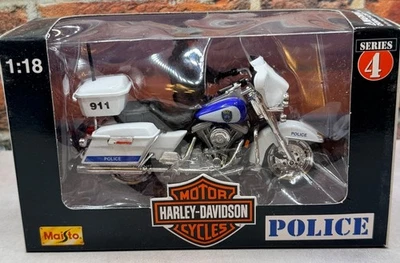 1:18
SERIES
4
911
POLICE
POLICE
MOTOR
HARLEY-DAVIDSON
CYCLES
Maisto
POLICE